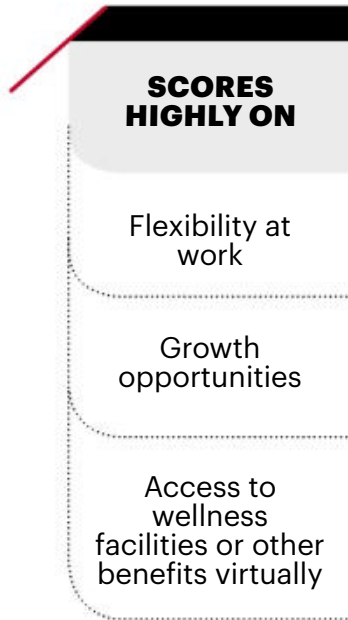 SCORES
HIGHLY ON
Flexibility at
work
Growth
opportunities
Access to
wellness
facilities or other
benefits virtually